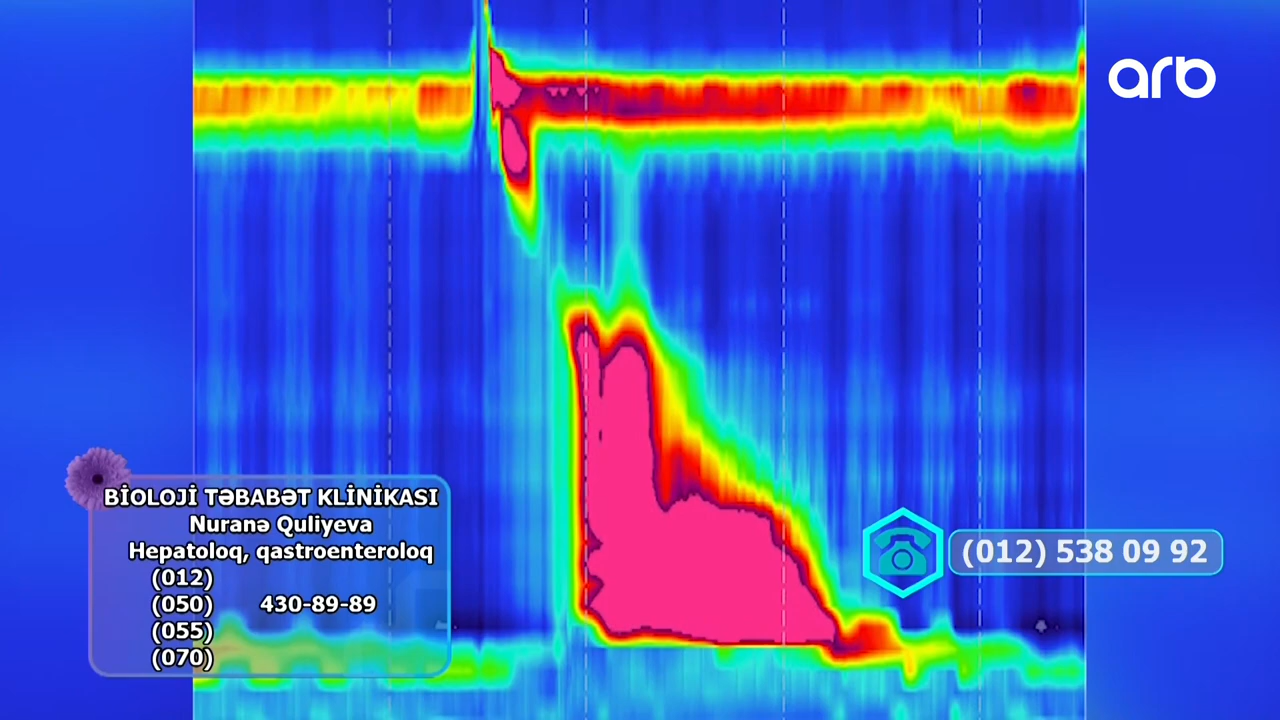 arb
BİOLOJİ TƏBABƏT KLİNİKASI
Nuranə Quliyeva
Hepatoloq, qastroenteroloq
(012)
(050) 430-89-89
(055)
(070)
(012) 538 09 92